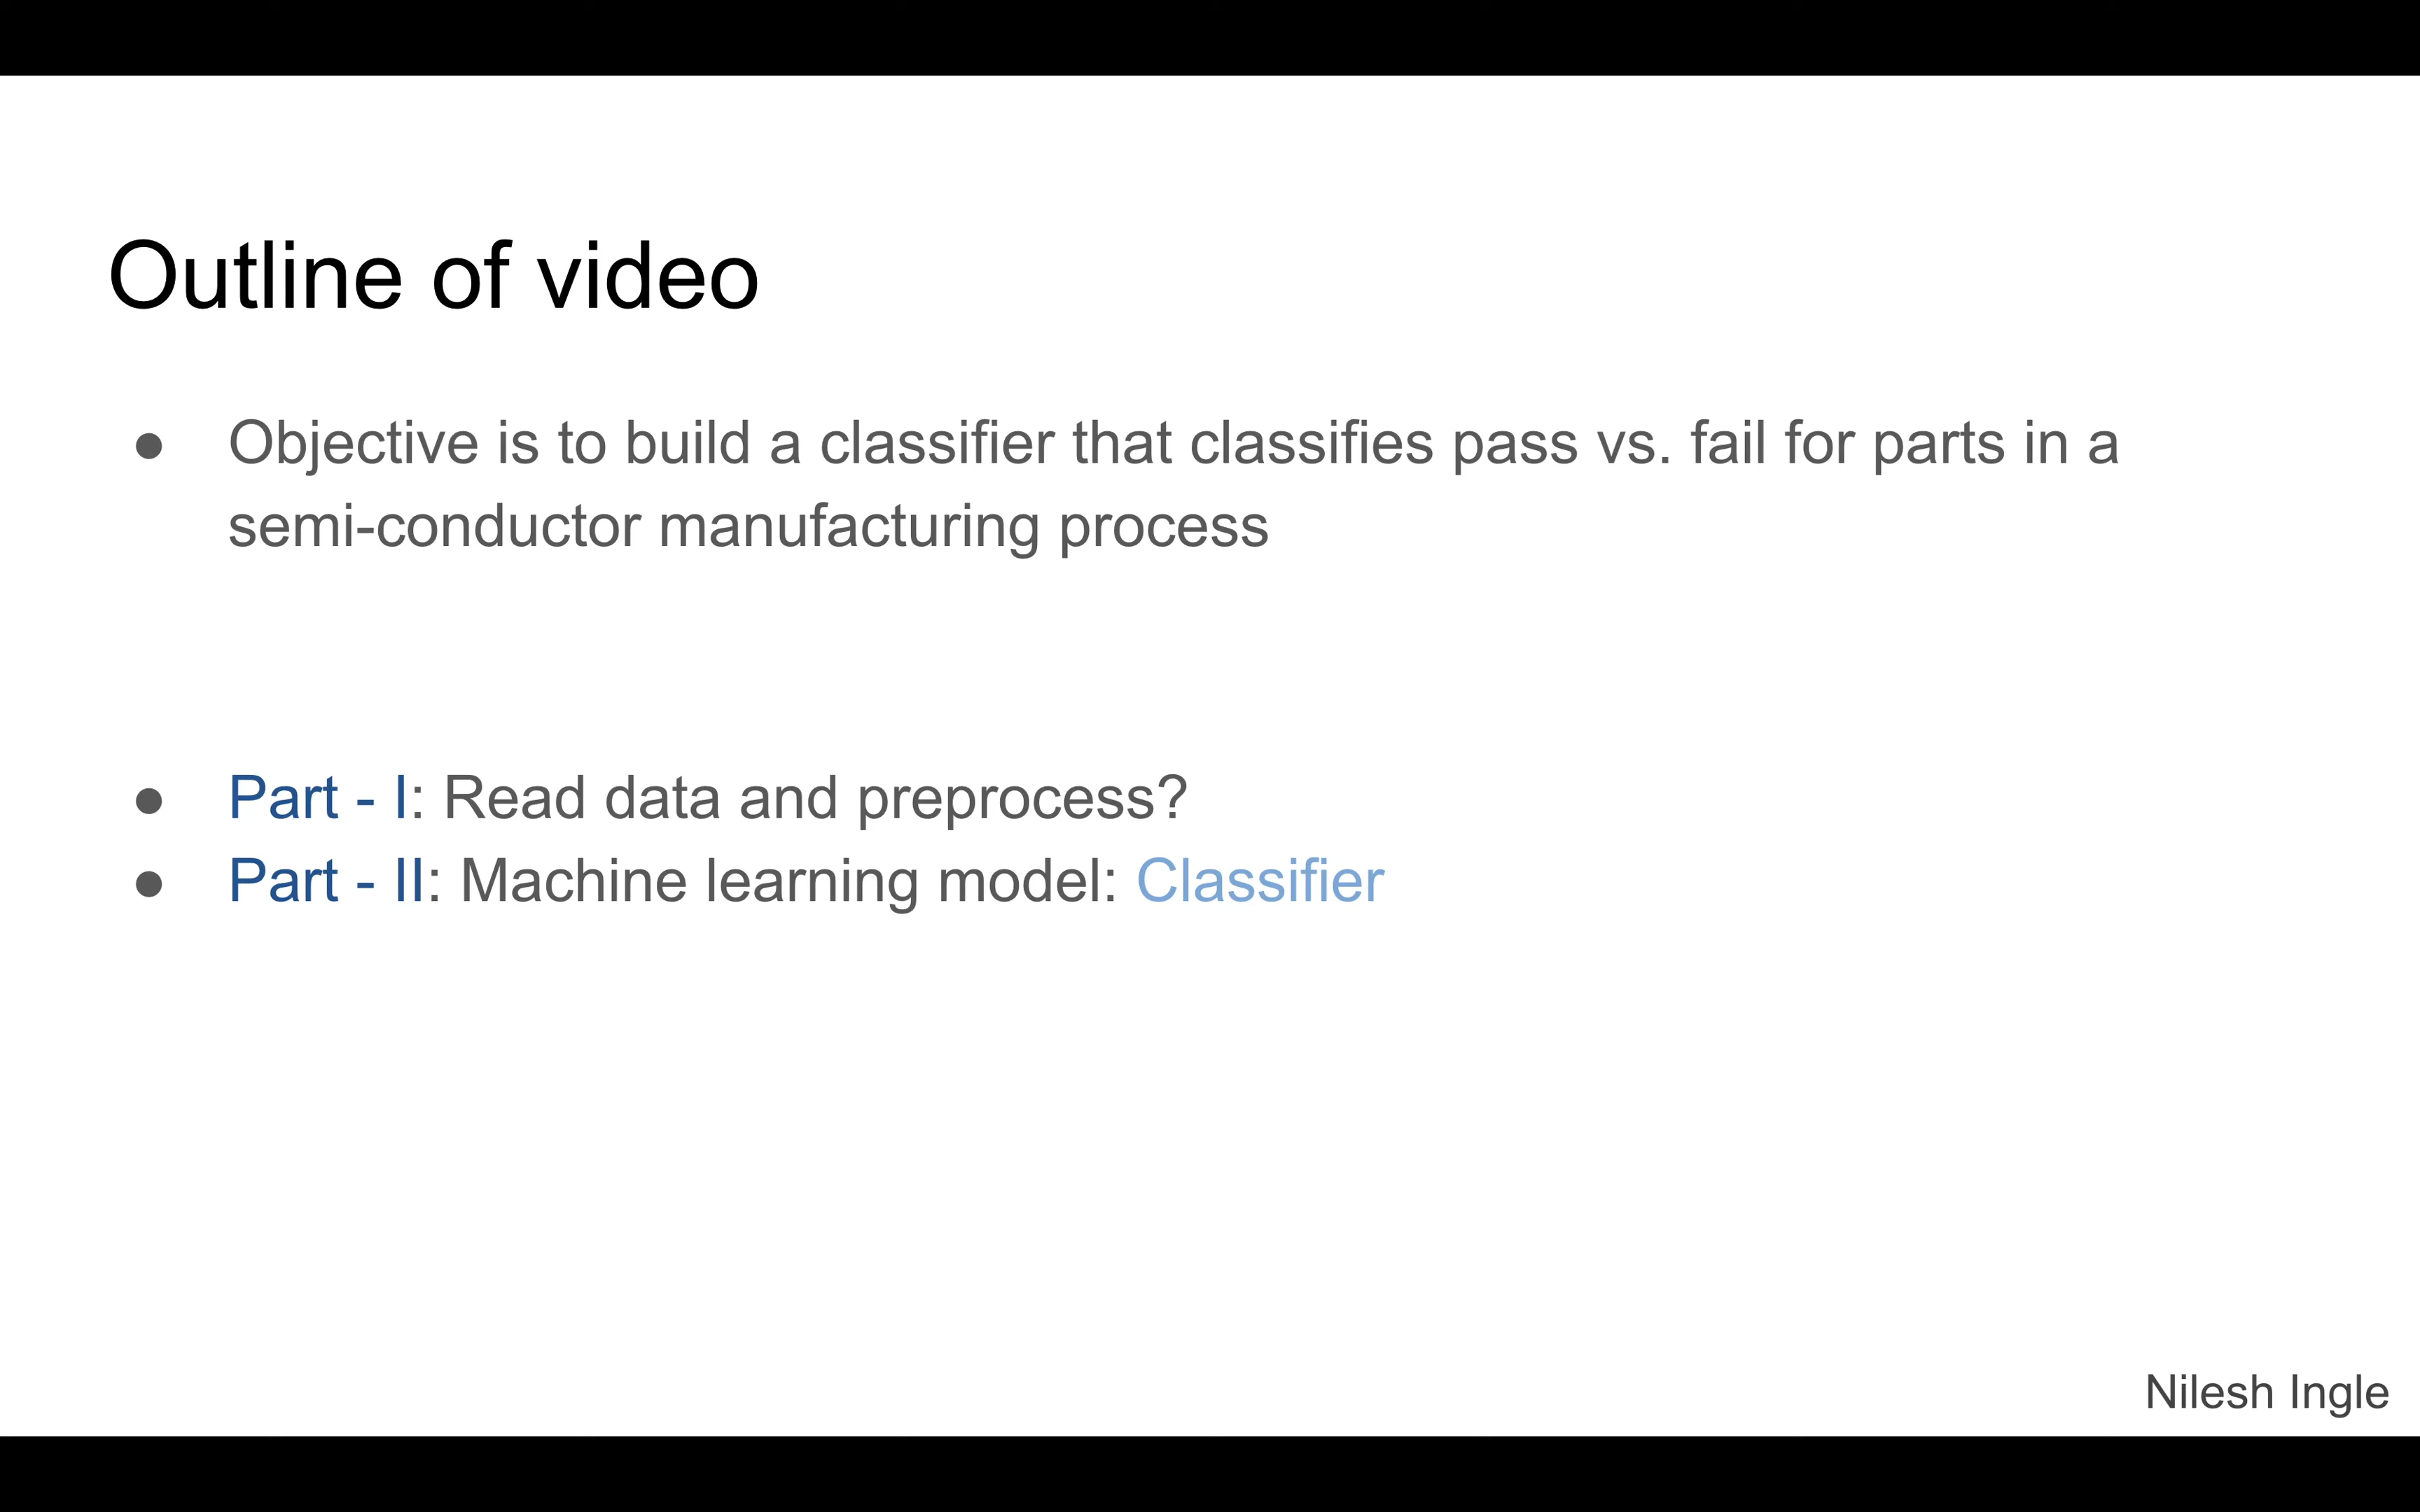 Outline of video
● Objective is to build a classifier that classifies pass vs. fail for parts in a
semi-conductor manufacturing process
● Part - I: Read data and preprocess?
● Part - II: Machine learning model: Classifier
Nilesh Ingle